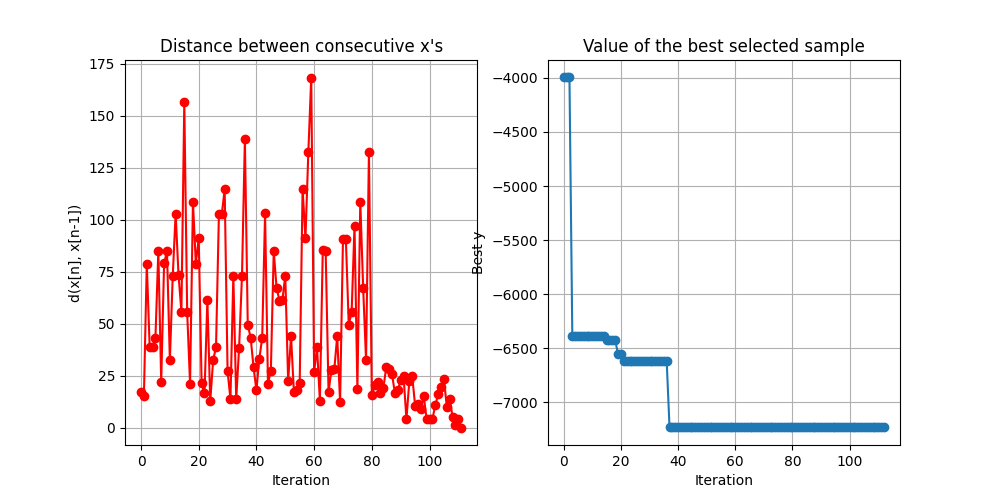 Distance between consecutive x's
d(x[n], x[n-1])
175
150
125
100
75
50
25
0
0 20 40 60 80 100
Iteration
Value of the best selected sample
Best y
−4000
−4500
−5000
−5500
−6000
−6500
−7000
0 20 40 60 80 100
Iteration